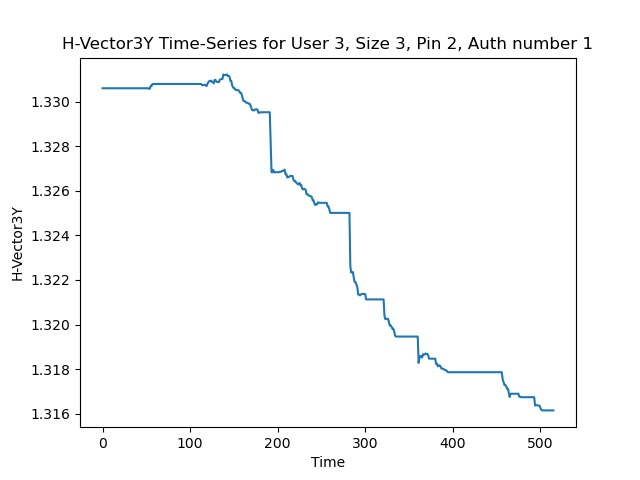 H-Vector3Y Time-Series for User 3, Size 3, Pin 2, Auth number 1
H-Vector3Y
1.330
1.328
1.326
1.324
1.322
1.320
1.318
1.316
0 100 200 300 400 500
Time